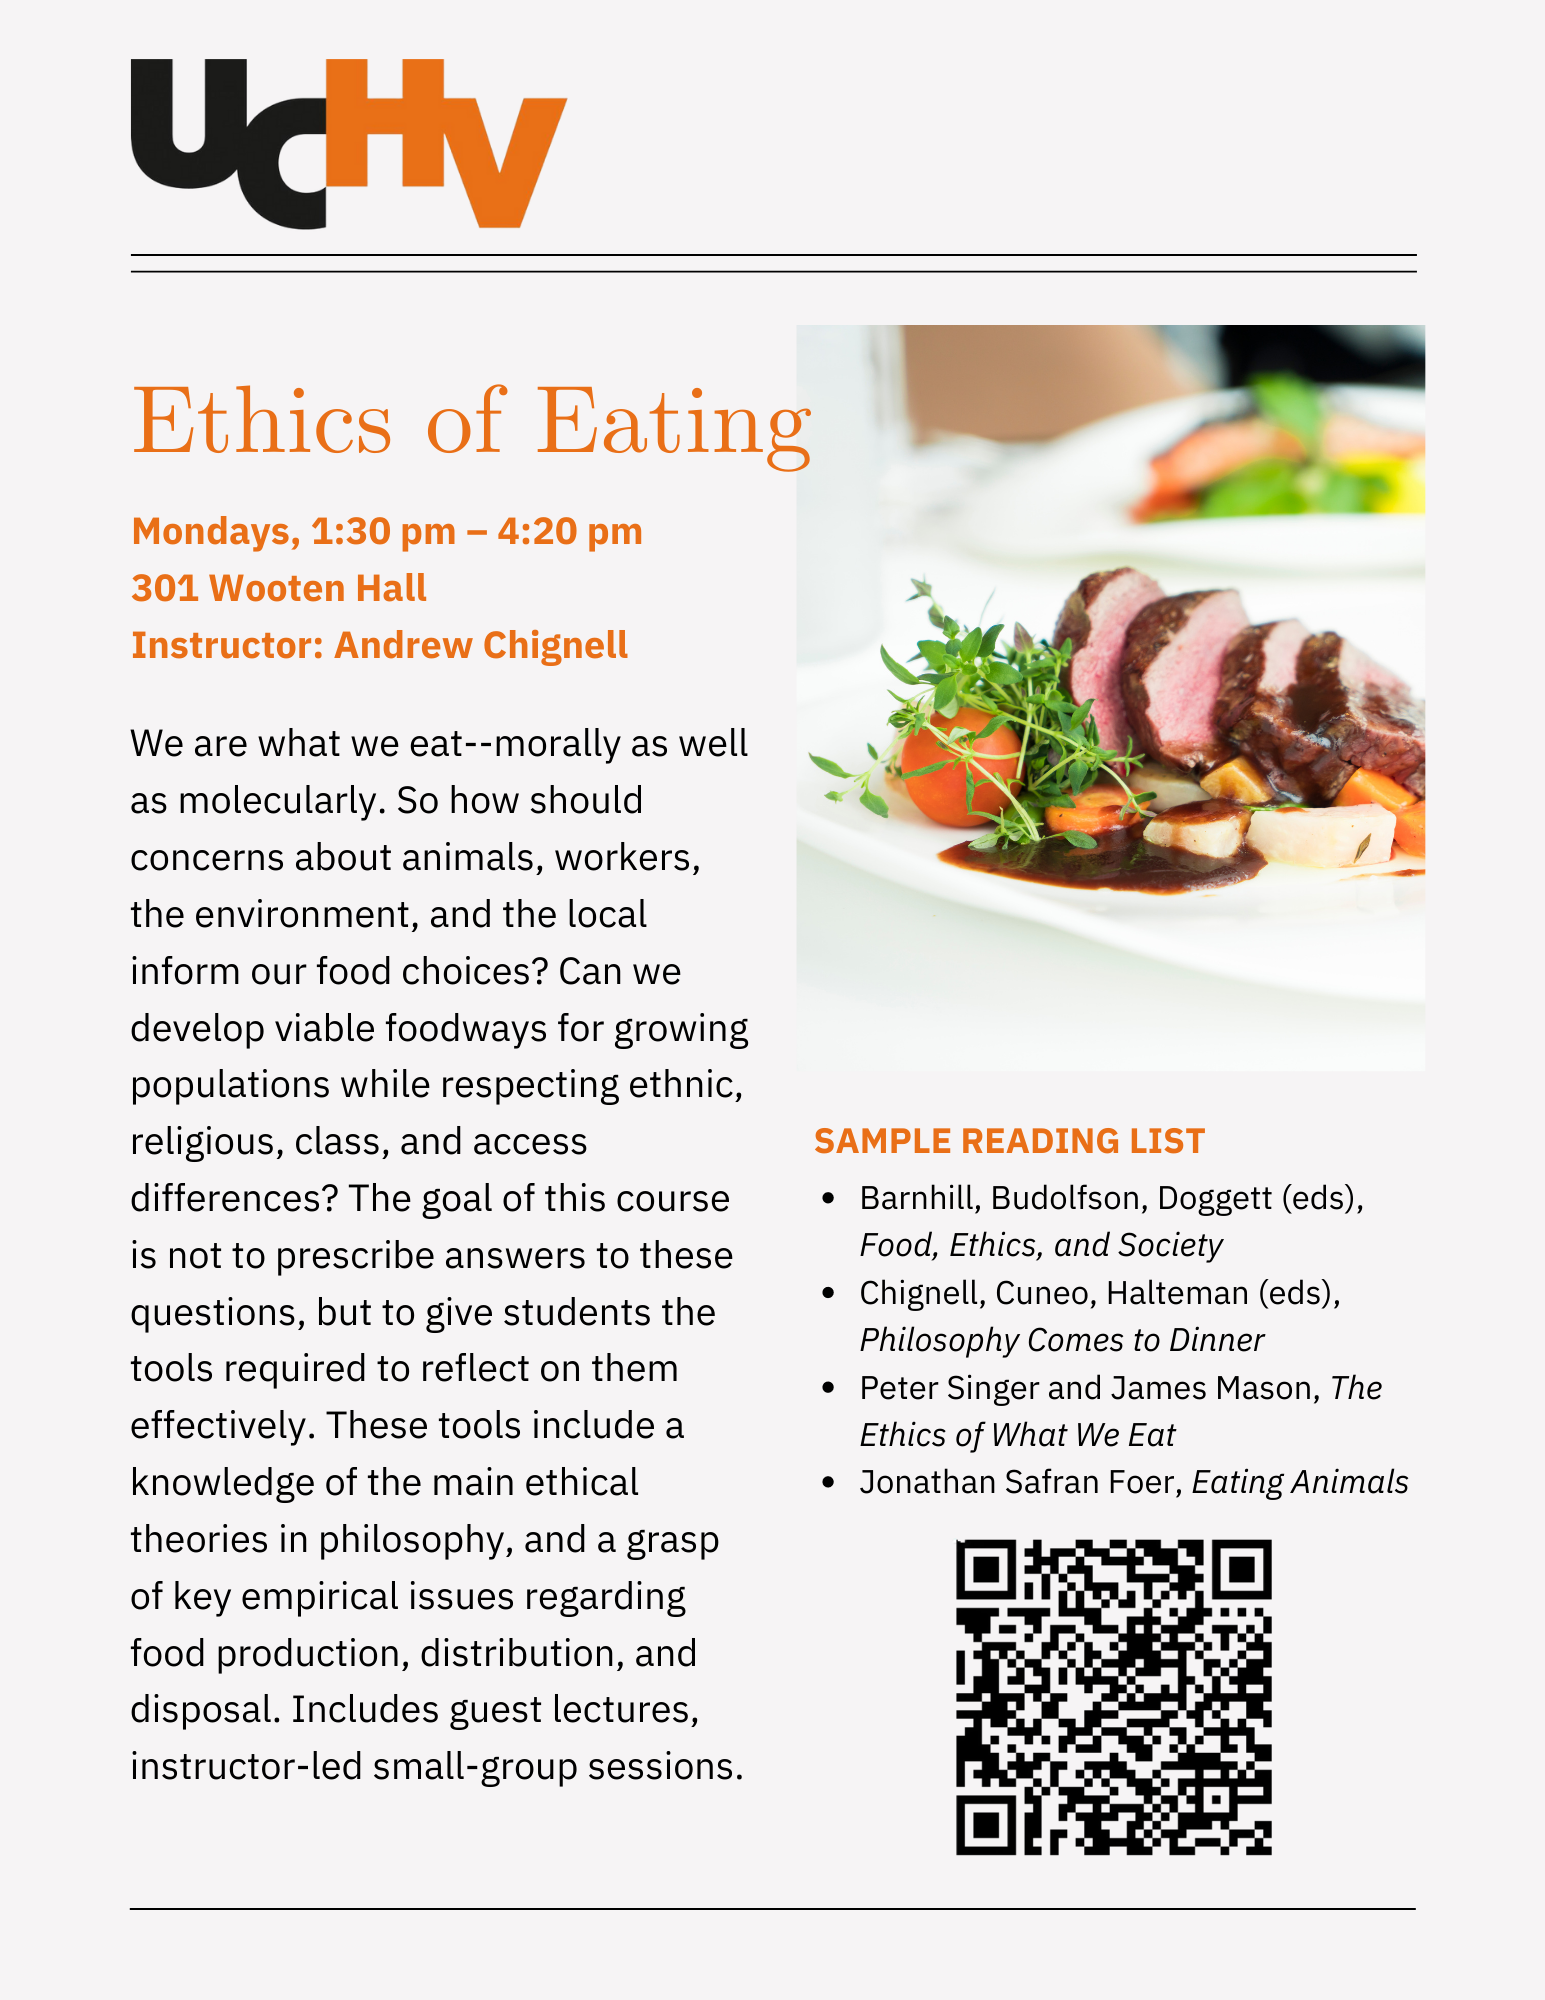 UCHV
Ethics of Eating
Mondays, 1:30 pm – 4:20 pm
301 Wooten Hall
Instructor: Andrew Chignell
We are what we eat--morally as well
as molecularly. So how should
concerns about animals, workers,
the environment, and the local
inform our food choices? Can we
develop viable foodways for growing
populations while respecting ethnic,
religious, class, and access
differences? The goal of this course
is not to prescribe answers to these
questions, but to give students the
tools required to reflect on them
effectively. These tools include a
knowledge of the main ethical
theories in philosophy, and a grasp
of key empirical issues regarding
food production, distribution, and
disposal. Includes guest lectures,
instructor-led small-group sessions.
SAMPLE READING LIST
• Barnhill, Budolfson, Doggett (eds),
Food, Ethics, and Society
• Chignell, Cuneo, Halteman (eds),
Philosophy Comes to Dinner
• Peter Singer and James Mason, The
Ethics of What We Eat
• Jonathan Safran Foer, Eating Animals